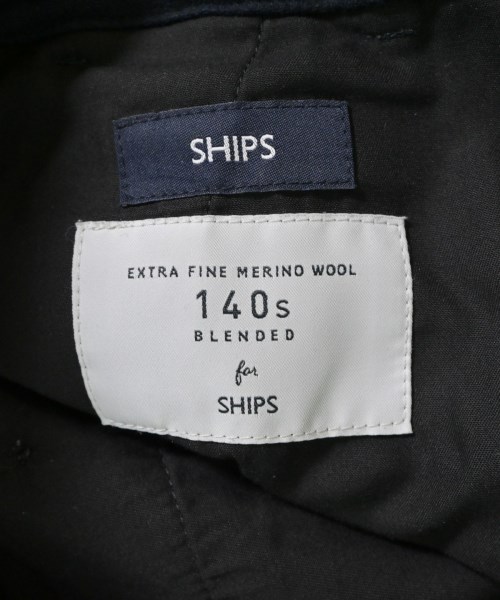 SHIPS
EXTRA FINE MERINO WOOL
140s
BLENDED
for
SHIPS